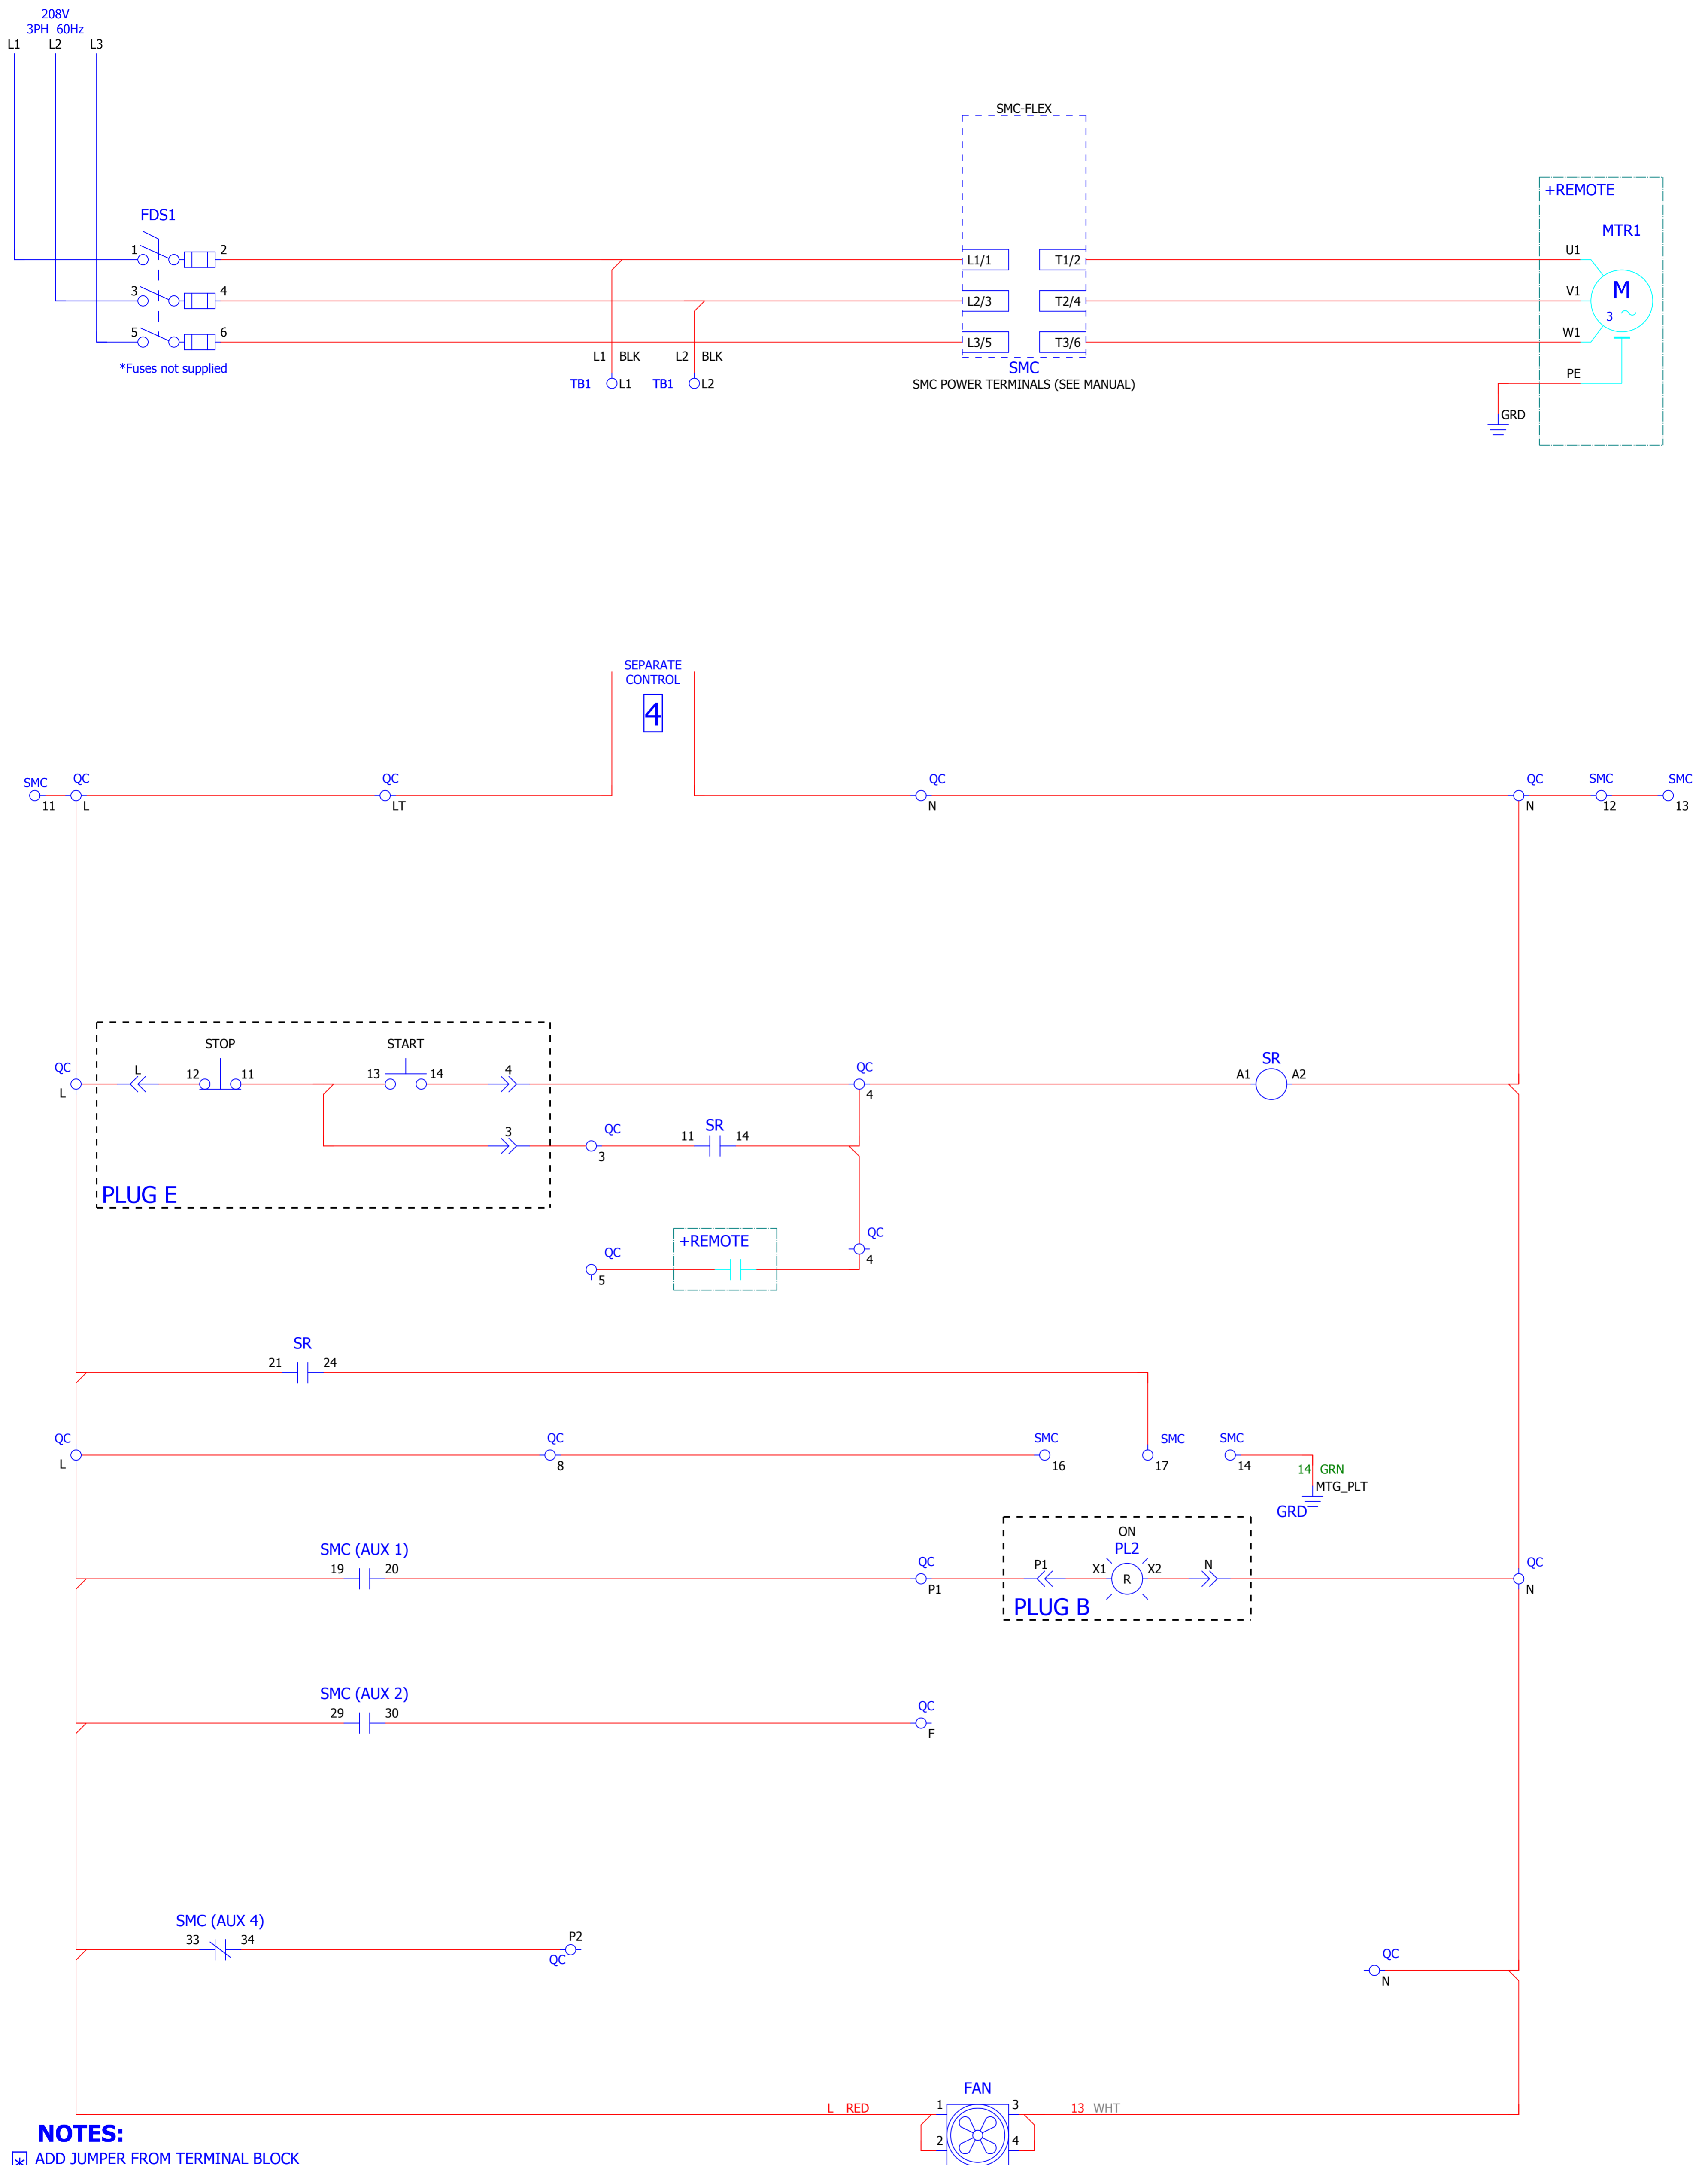 208V
3PH 60Hz
L1 L2 L3
SMC-FLEX
+REMOTE
FDS1
MTR1
1 2 L1/1 T1/2 U1
3 4 L2/3 T2/4 V1 M
3
5 6 L3/5 T3/6 W1
*Fuses not supplied
L1 BLK L2 BLK
SMC
TB1 L1 TB1 L2
SMC POWER TERMINALS (SEE MANUAL)
PE
GRD
SEPARATE
CONTROL
4
SMC QC QC QC QC SMC SMC
11 L LT N N 12 13
STOP START
QC L 12 11 13 14 4 QC SR
L 4 A1 A2
3 QC 11 SR 14
3
PLUG E
+REMOTE
QC QC
5 4
SR
21 24
QC QC SMC SMC SMC
L 8 16 17 14
14 GRN
MTG_PLT
GRD
ON
PL2
SMC (AUX 1)
19 20 QC P1 X1 R X2 N QC
P1 N
PLUG B
SMC (AUX 2)
29 30 QC
F
SMC (AUX 4)
33 34 P2
QC
QC
N
FAN
L RED 1 3 13 WHT
2 4
NOTES:
* ADD JUMPER FROM TERMINAL BLOCK